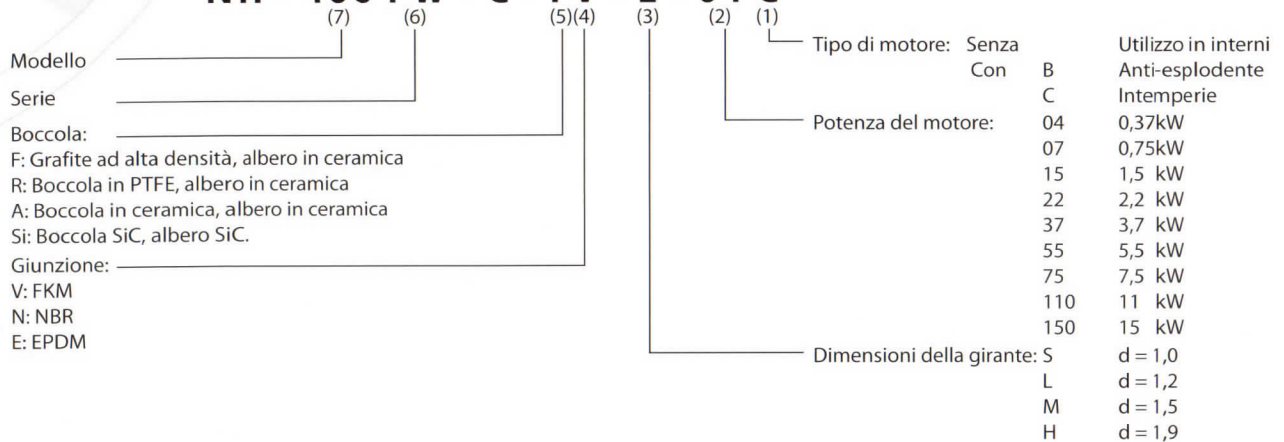 (7) (6) (5)(4) (3) (2) (1)
Modello
Serie
Boccola:
F: Grafite ad alta densità, albero in ceramica
R: Boccola in PTFE, albero in ceramica
A: Boccola in ceramica, albero in ceramica
Si: Boccola SiC, albero SiC.
Giunzione:
V: FKM
N: NBR
E: EPDM
Tipo di motore: Senza Utilizzo in interni
Con B Anti-esplodente
C Intemperie
Potenza del motore: 04 0,37kW
07 0,75kW
15 1,5 kW
22 2,2 kW
37 3,7 kW
55 5,5 kW
75 7,5 kW
110 11 kW
150 15 kW
Dimensioni della girante: S d = 1,0
L d = 1,2
M d = 1,5
H d = 1,9